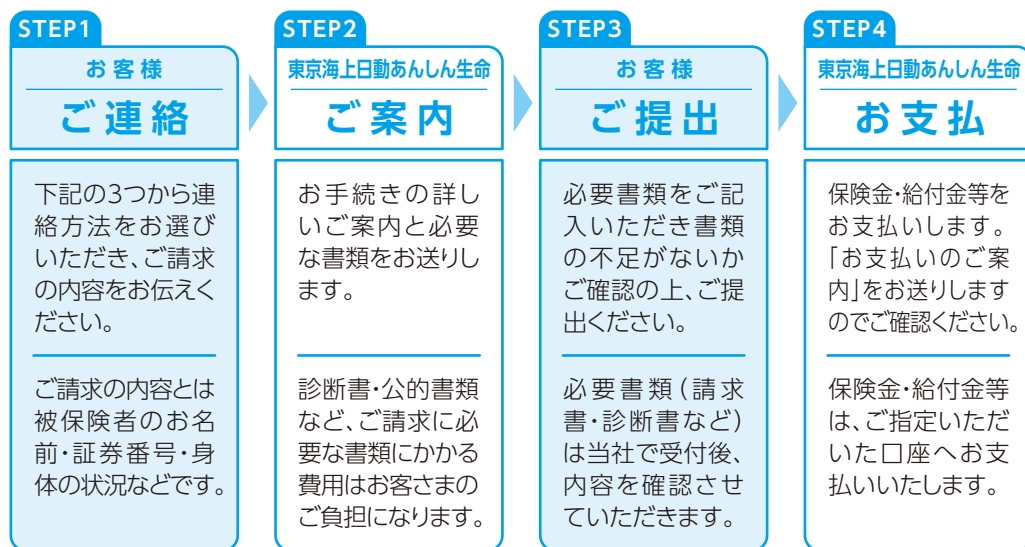 STEP1
お客様
ご連絡
下記の3つから連
絡方法をお選び
いただき、ご請求
の内容をお伝えく
ださい。
ご請求の内容とは
被保険者のお名
前・証券番号・身
体の状況などです。
STEP2
東京海上日動あんしん生命
ご案内
お手続きの詳し
いご案内と必要
な書類をお送りし
ます。
診断書・公的書類
など、ご請求に必
要な書類にかかる
費用はお客さまの
ご負担になります。
STEP3
お客様
ご提出
必要書類をご記
入いただき書類
の不足がないか
ご確認の上、ご提
出ください。
必要書類(請求
書・診断書など)
は当社で受付後、
内容を確認させ
ていただきます。
STEP4
東京海上日動あんしん生命
お支払
保険金・給付金等を
お支払いします。
「お支払いのご案
内」をお送りします
のでご確認ください。
保険金・給付金等
は、ご指定いただ
いた口座へお支
払いいたします。